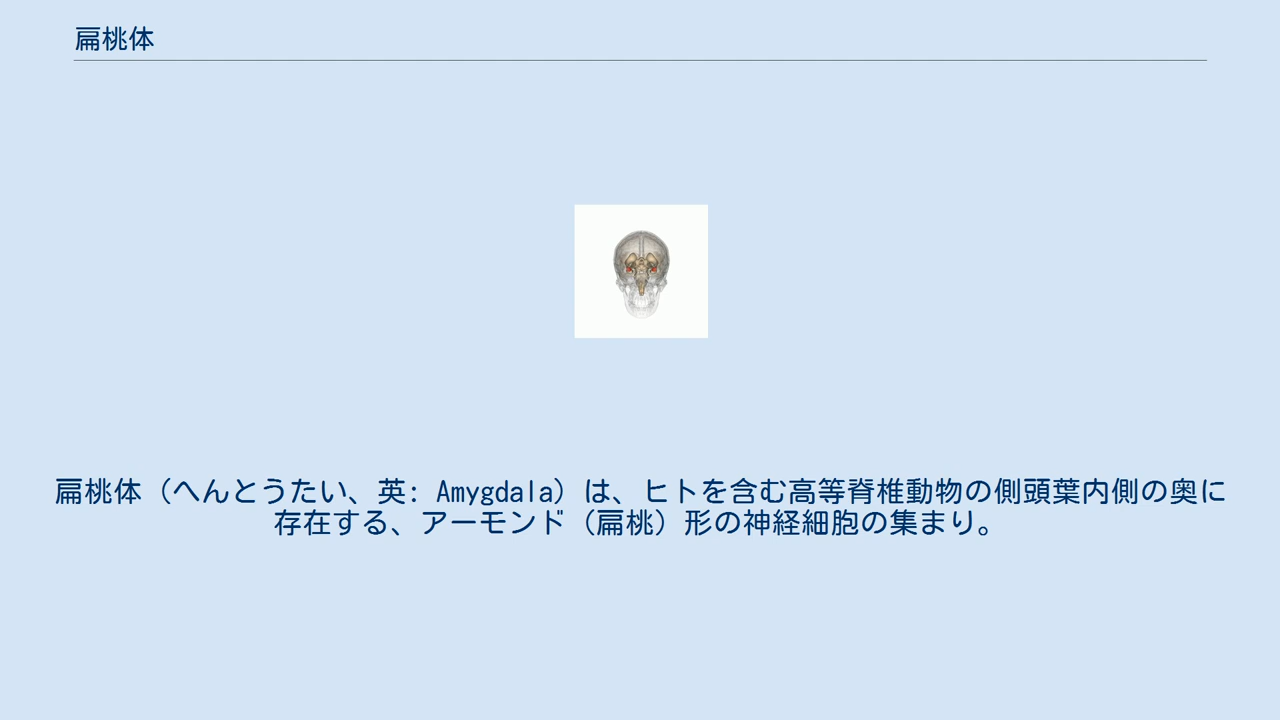 扁桃体
扁桃体（へんとうたい、英: Amygdala）は、ヒトを含む高等脊椎動物の側頭葉内側の奥に
存在する、アーモンド（扁桃）形の神経細胞の集まり。